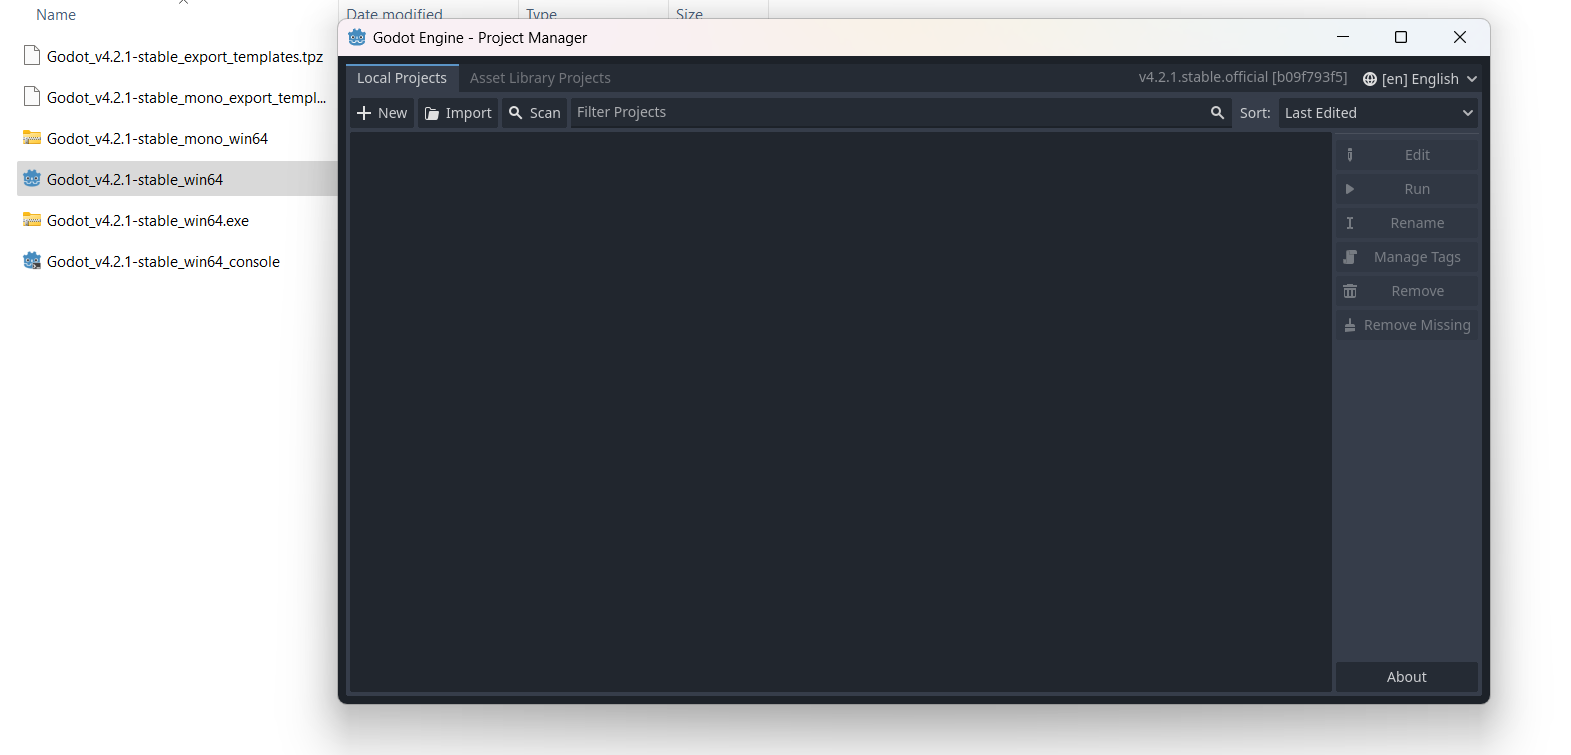 Name
Date modified
Type
Size
Godot_v4.2.1-stable_export_templates.tpz
Godot_v4.2.1-stable_mono_export_templ...
Godot_v4.2.1-stable_mono_win64
Godot_v4.2.1-stable_win64
Godot_v4.2.1-stable_win64.exe
Godot_v4.2.1-stable_win64_console
Godot Engine - Project Manager
Local Projects
Asset Library Projects
v4.2.1.stable.official [b09f793f5]
[en] English
New
Import
Scan
Filter Projects
Sort:
Last Edited
Edit
Run
Rename
Manage Tags
Remove
Remove Missing
About